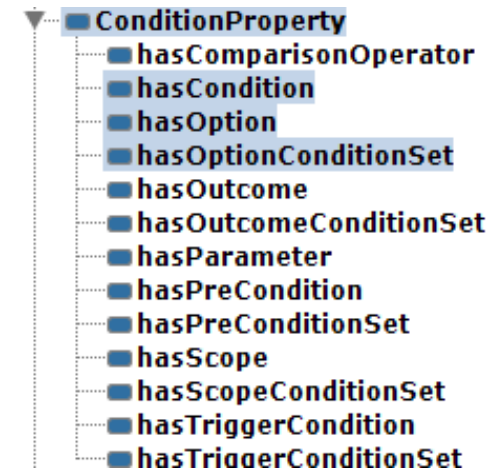 ConditionProperty
hasComparisonOperator
hasCondition
hasOption
hasOptionConditionSet
hasOutcome
hasOutcomeConditionSet
hasParameter
hasPreCondition
hasPreConditionSet
hasScope
hasScopeConditionSet
hasTriggerCondition
hasTriggerConditionSet